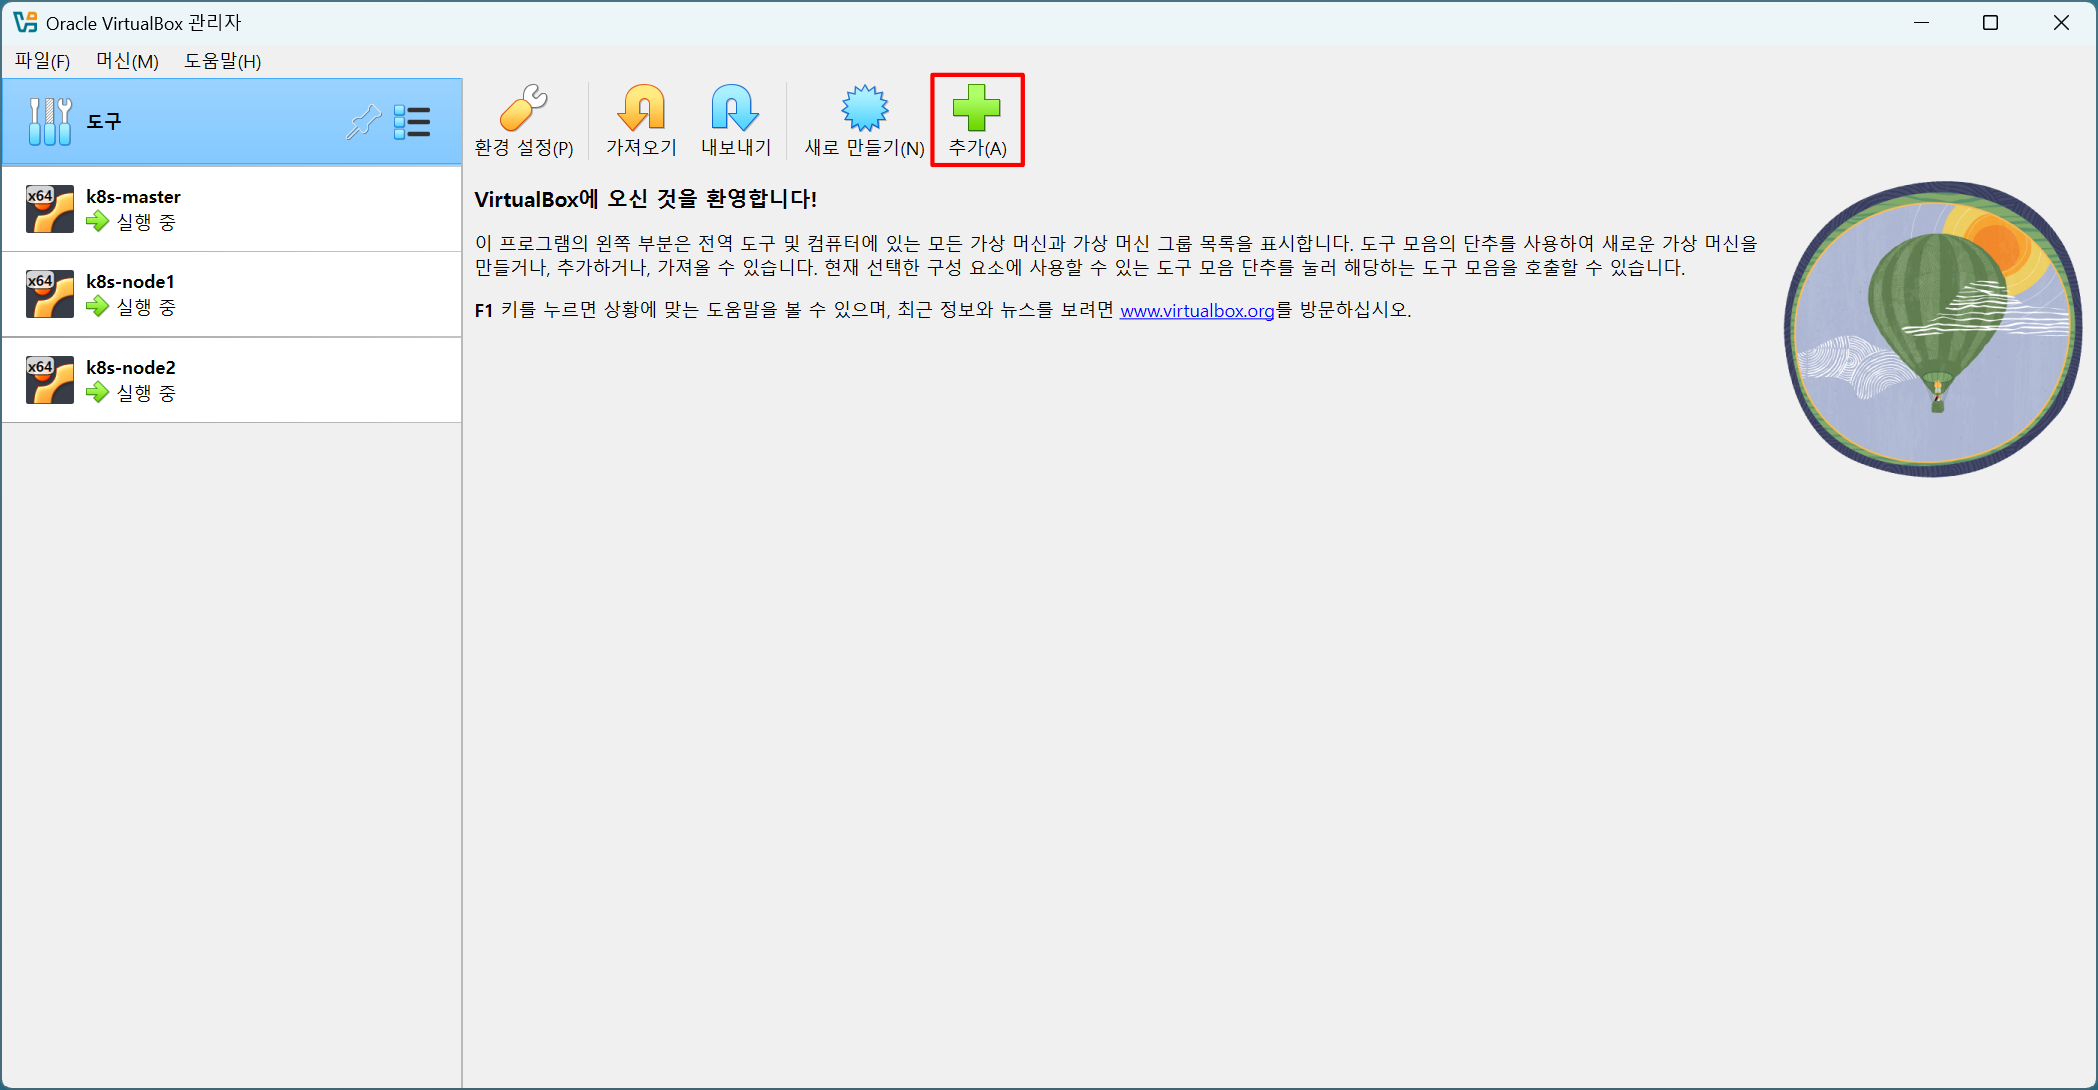 Oracle VirtualBox 관리자
파일(F) 머신(M) 도움말(H)
도구
환경 설정(P) 가져오기 내보내기 새로 만들기(N) 추가(A)
x64
k8s-master
실행 중
x64
k8s-node1
실행 중
x64
k8s-node2
실행 중
VirtualBox에 오신 것을 환영합니다!
이 프로그램의 왼쪽 부분은 전역 도구 및 컴퓨터에 있는 모든 가상 머신과 가상 머신 그룹 목록을 표시합니다. 도구 모음의 단추를 사용하여 새로운 가상 머신을
만들거나, 추가하거나, 가져올 수 있습니다. 현재 선택한 구성 요소에 사용할 수 있는 도구 모음 단추를 눌러 해당하는 도구 모음을 호출할 수 있습니다.
F1 키를 누르면 상황에 맞는 도움말을 볼 수 있으며, 최근 정보와 뉴스를 보려면 www.virtualbox.org를 방문하십시오.